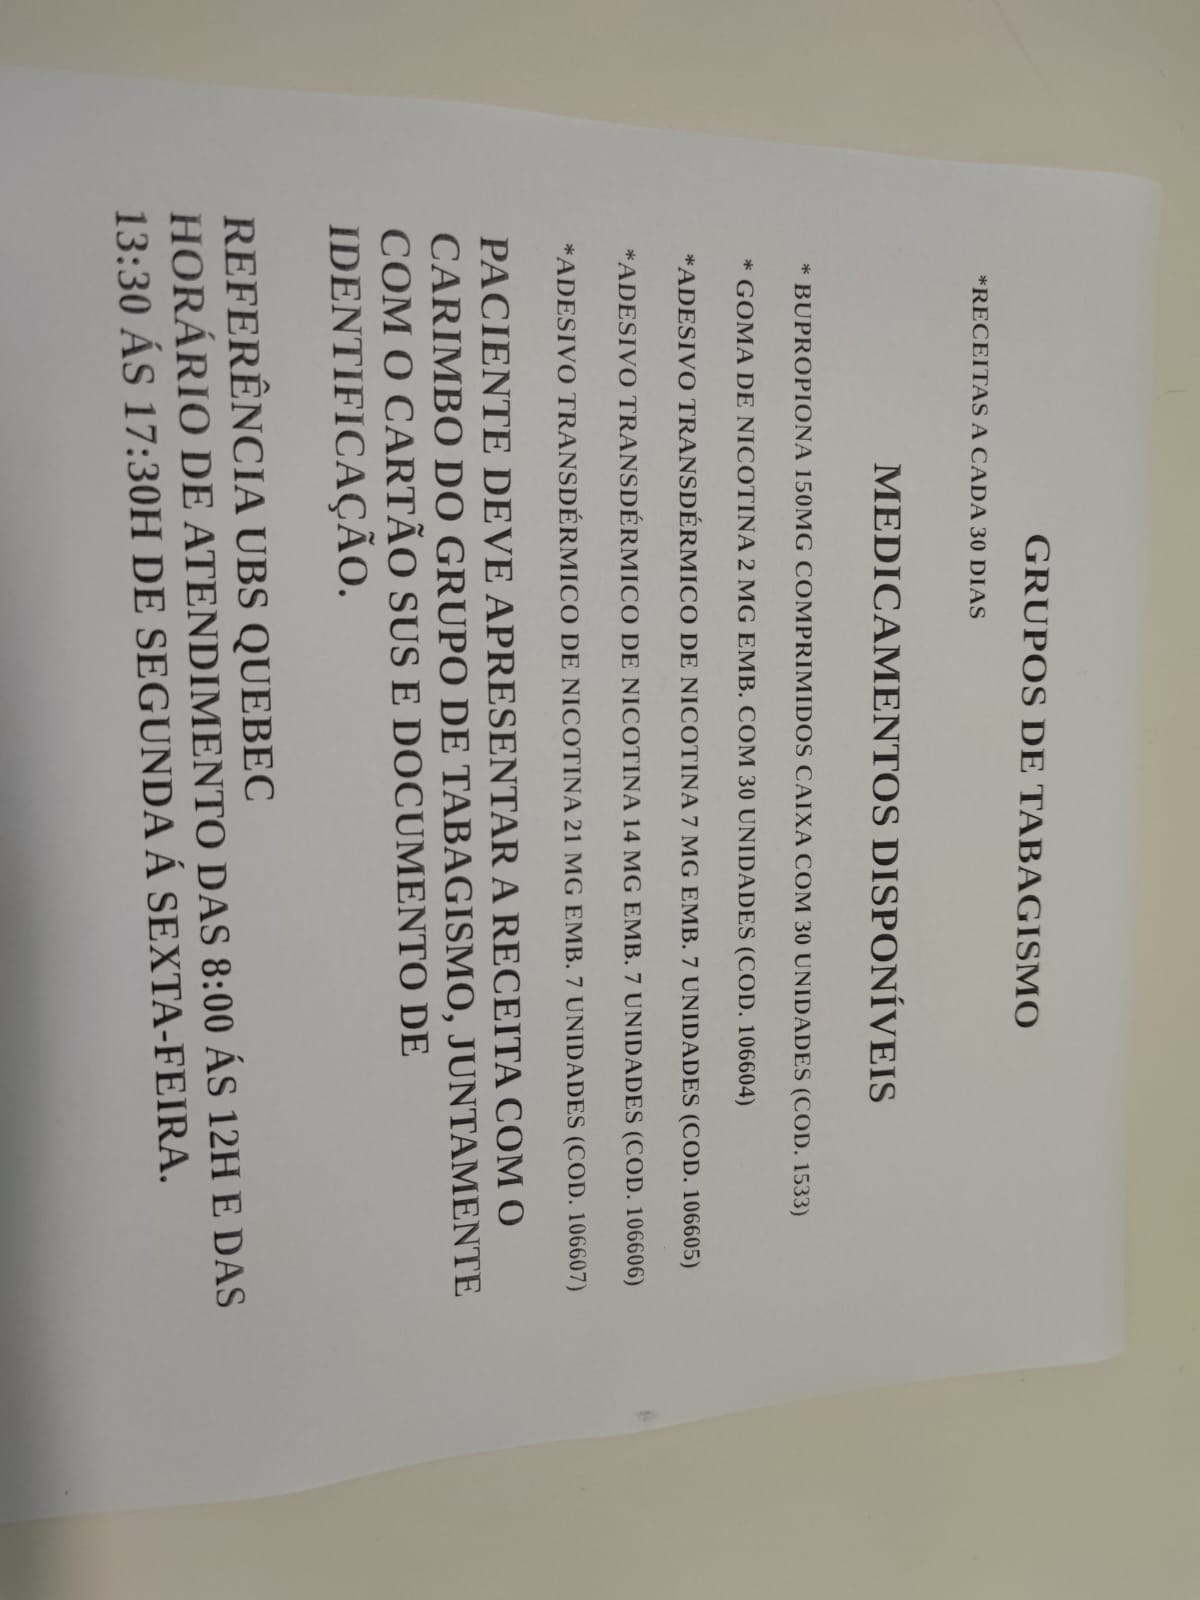 GRUPOS DE TABAGISMO
*RECEITAS A CADA 30 DIAS
MEDICAMENTOS DISPONÍVEIS
* BUPROPIONA 150MG COMPRIMIDOS CAIXA COM 30 UNIDADES (COD. 1533)
* GOMA DE NICOTINA 2 MG EMB. COM 30 UNIDADES (COD. 106604)
*ADESIVO TRANSDÉRMICO DE NICOTINA 7 MG EMB. 7 UNIDADES (COD. 106605)
*ADESIVO TRANSDÉRMICO DE NICOTINA 14 MG EMB. 7 UNIDADES (COD. 106606)
*ADESIVO TRANSDÉRMICO DE NICOTINA 21 MG EMB. 7 UNIDADES (COD. 106607)
PACIENTE DEVE APRESENTAR A RECEITA COM O
CARIMBO DO GRUPO DE TABAGISMO, JUNTAMENTE
COM O CARTÃO SUS E DOCUMENTO DE
IDENTIFICAÇÃO.
REFERÊNCIA UBS QUEBEC
HORÁRIO DE ATENDIMENTO DAS 8:00 ÁS 12H E DAS
13:30 ÁS 17:30H DE SEGUNDA Á SEXTA-FEIRA.